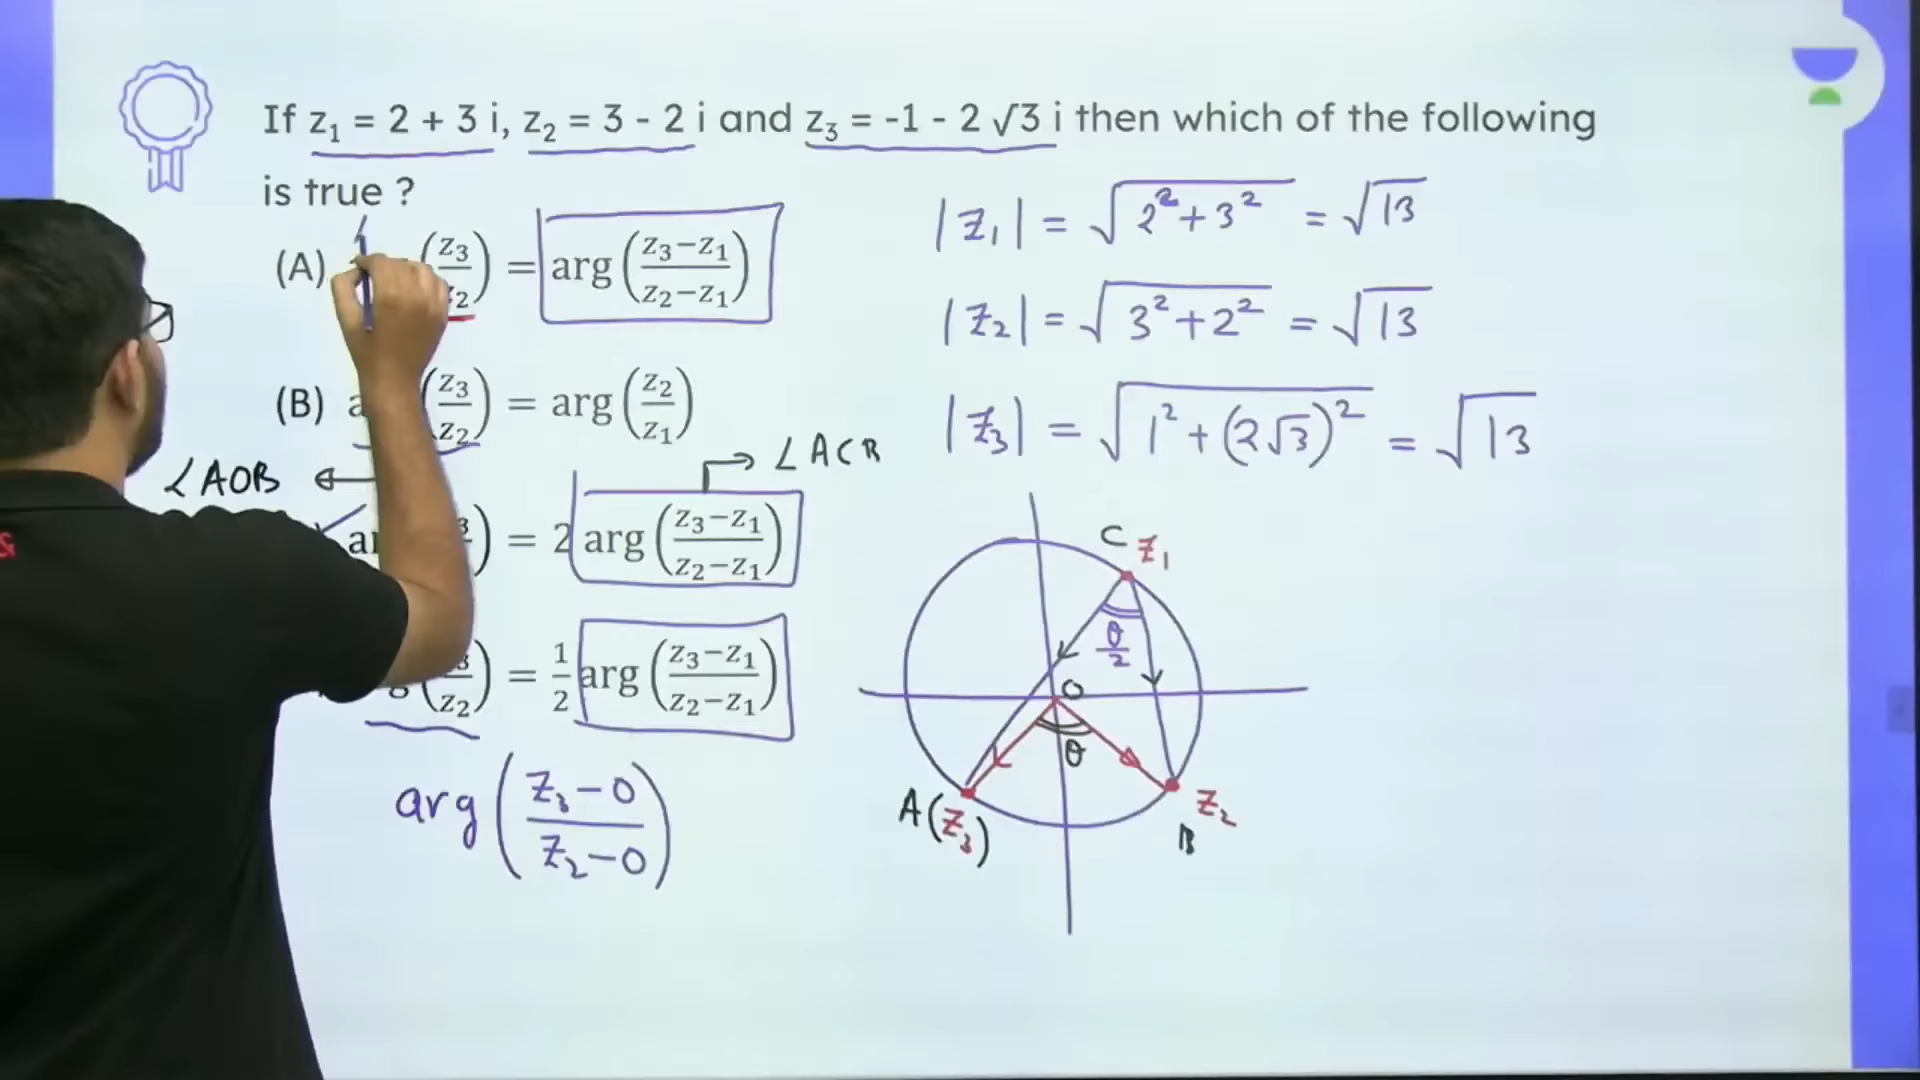 If z₁ = 2 + 3 i, z₂ = 3 - 2 i and z₃ = -1 - 2 √3 i then which of the following
is true ?
|z₁| = √(2² + 3²) = √13
(A) (z₃/z₂) = arg ((z₃−z₁)/(z₂−z₁))
|z₂| = √(3² + 2²) = √13
(B) a (z₃/z₂) = arg (z₂/z₁)
|z₃| = √(1² + (2√3)²) = √13
∠AOB
∠ACB
ar ) = 2 arg ((z₃−z₁)/(z₂−z₁))
g (z₃/z₂) = 1/2 arg ((z₃−z₁)/(z₂−z₁))
arg ((z₃−0)/(z₂−0))
C z₁
θ/2
O
θ
A(z₃)
z₂
B
&